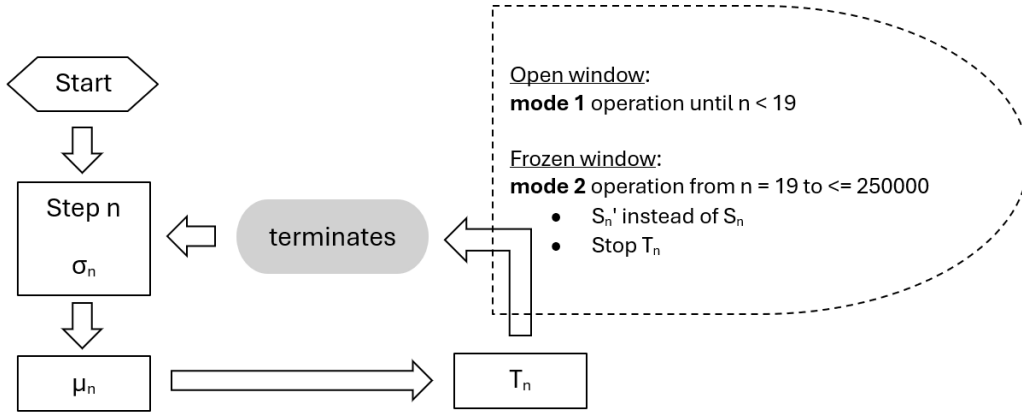 Start
Step n
σₙ
μₙ
Tₙ
terminates
Open window:
mode 1 operation until n < 19
Frozen window:
mode 2 operation from n = 19 to <= 250000
• Sₙ' instead of Sₙ
• Stop Tₙ